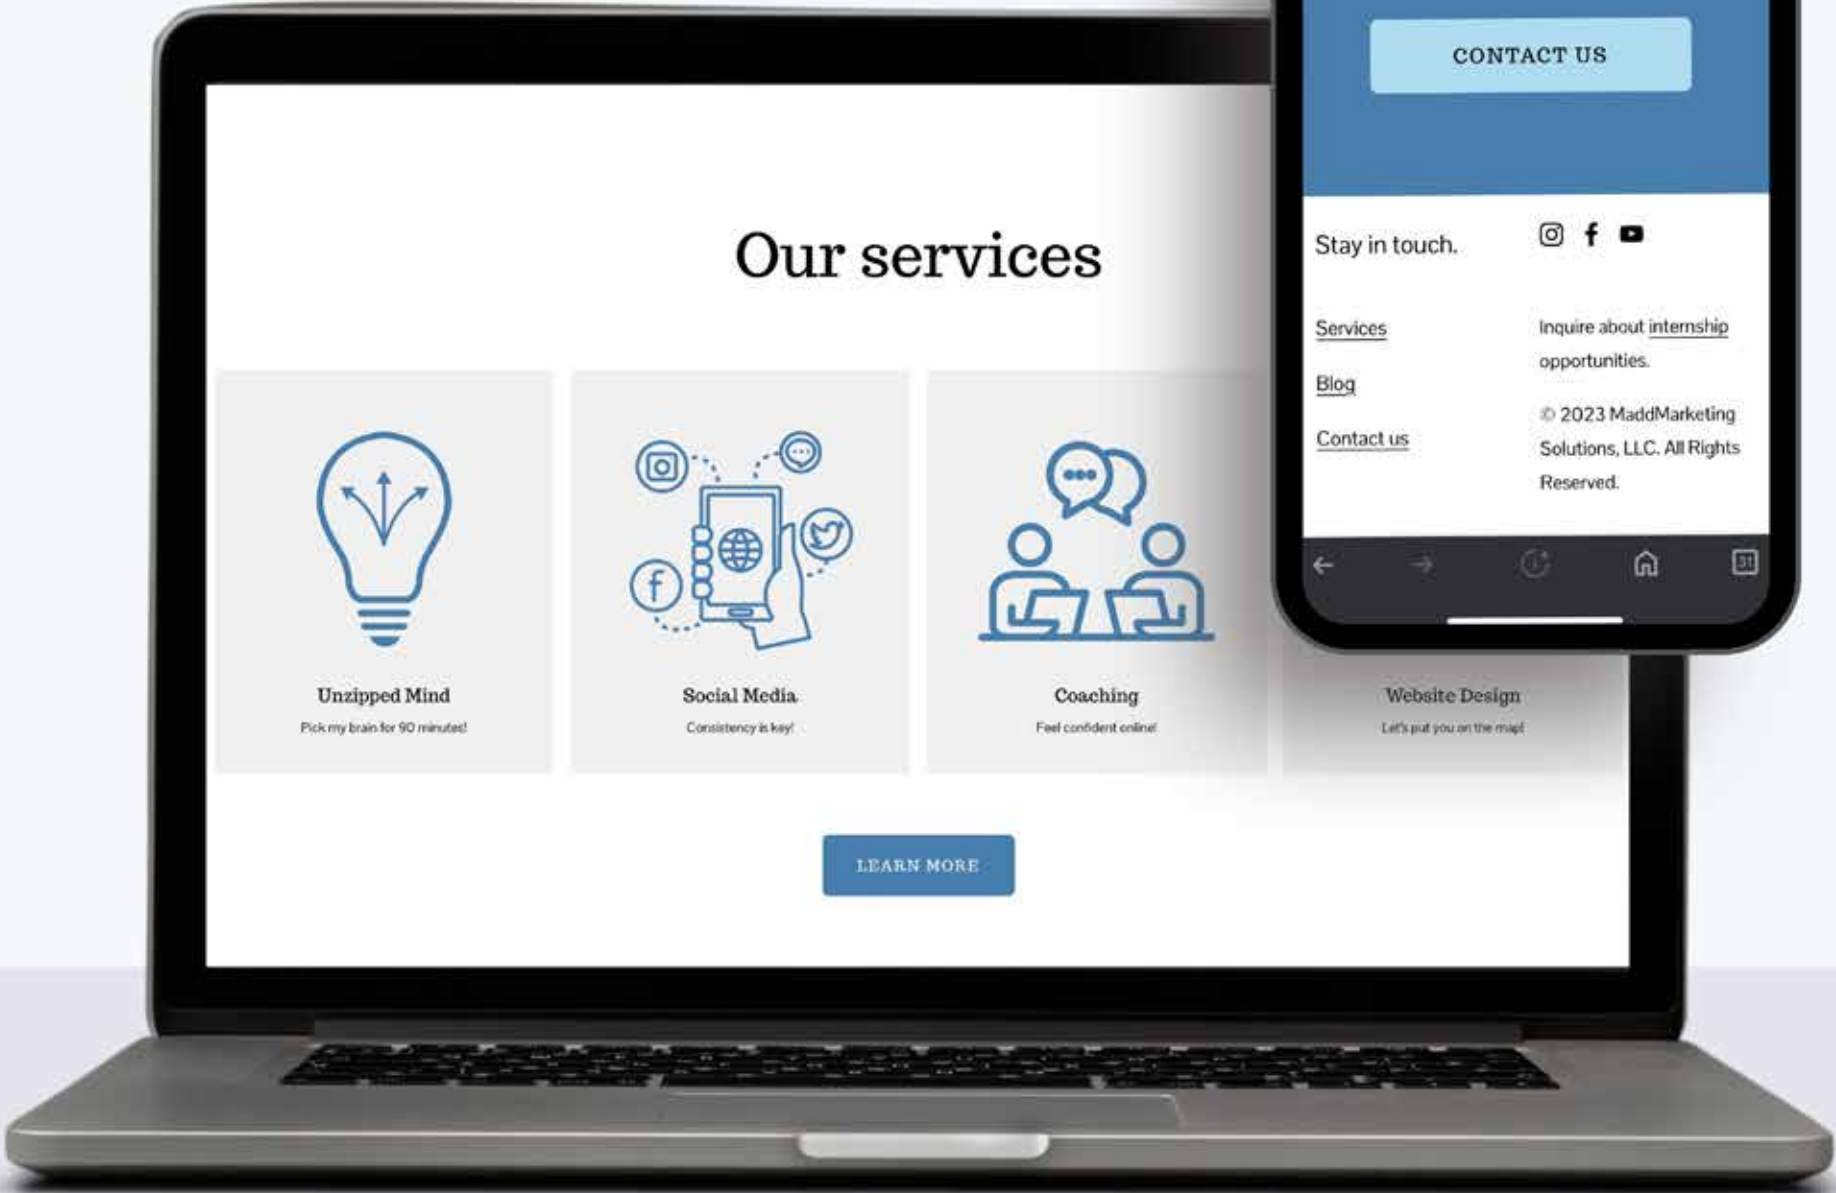 Our services
Unzipped Mind
Pick my brain for 90 minutes!
Social Media
Consistency is key!
Coaching
Feel confident online!
Website Design
Let's put you on the map!
LEARN MORE
CONTACT US
Stay in touch.
Services
Blog
Contact us
Inquire about internship
opportunities.
© 2023 MaddMarketing
Solutions, LLC. All Rights
Reserved.
31